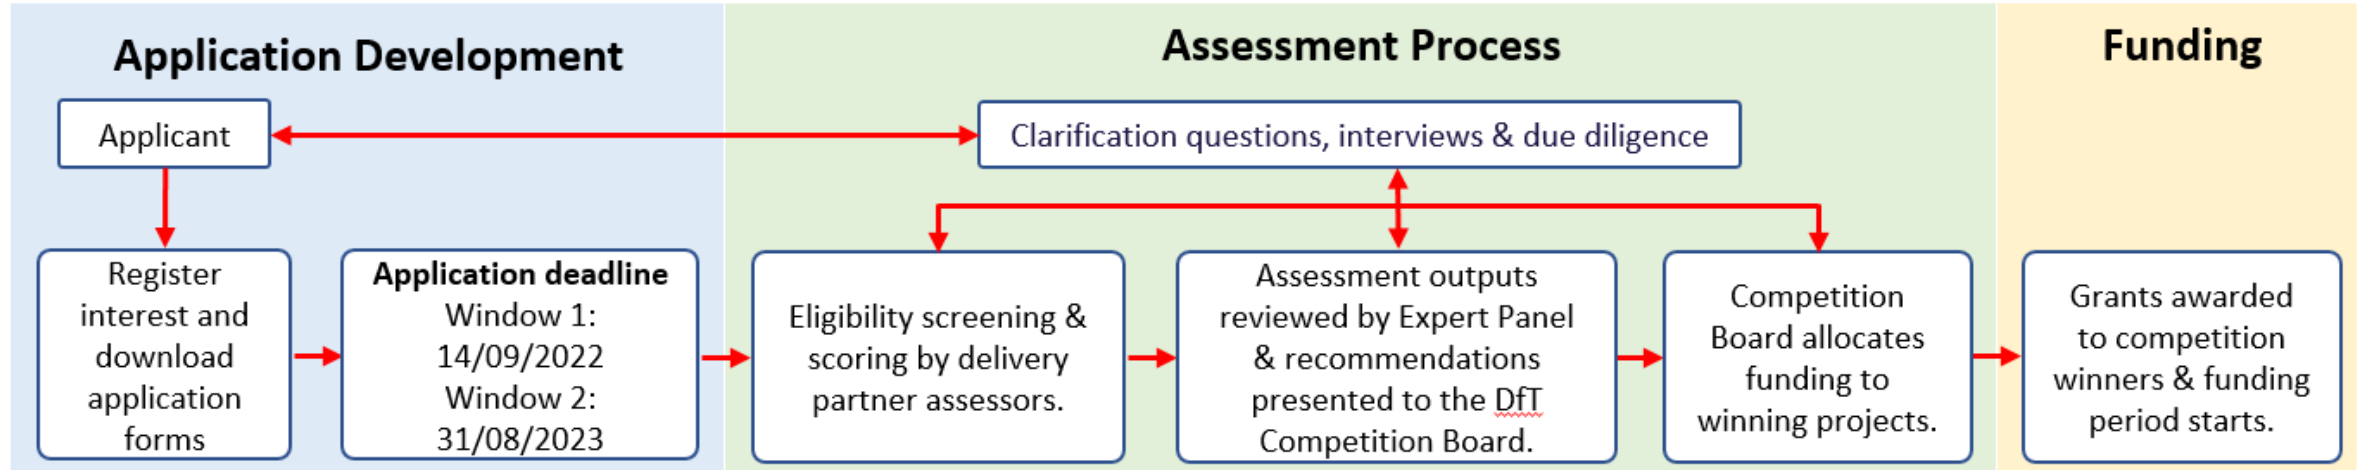 Application Development
Assessment Process
Funding
Applicant
Clarification questions, interviews & due diligence
Register
interest and
download
application
forms
Application deadline
Window 1:
14/09/2022
Window 2:
31/08/2023
Eligibility screening &
scoring by delivery
partner assessors.
Assessment outputs
reviewed by Expert Panel
& recommendations
presented to the DfT
Competition Board.
Competition
Board allocates
funding to
winning projects.
Grants awarded
to competition
winners & funding
period starts.